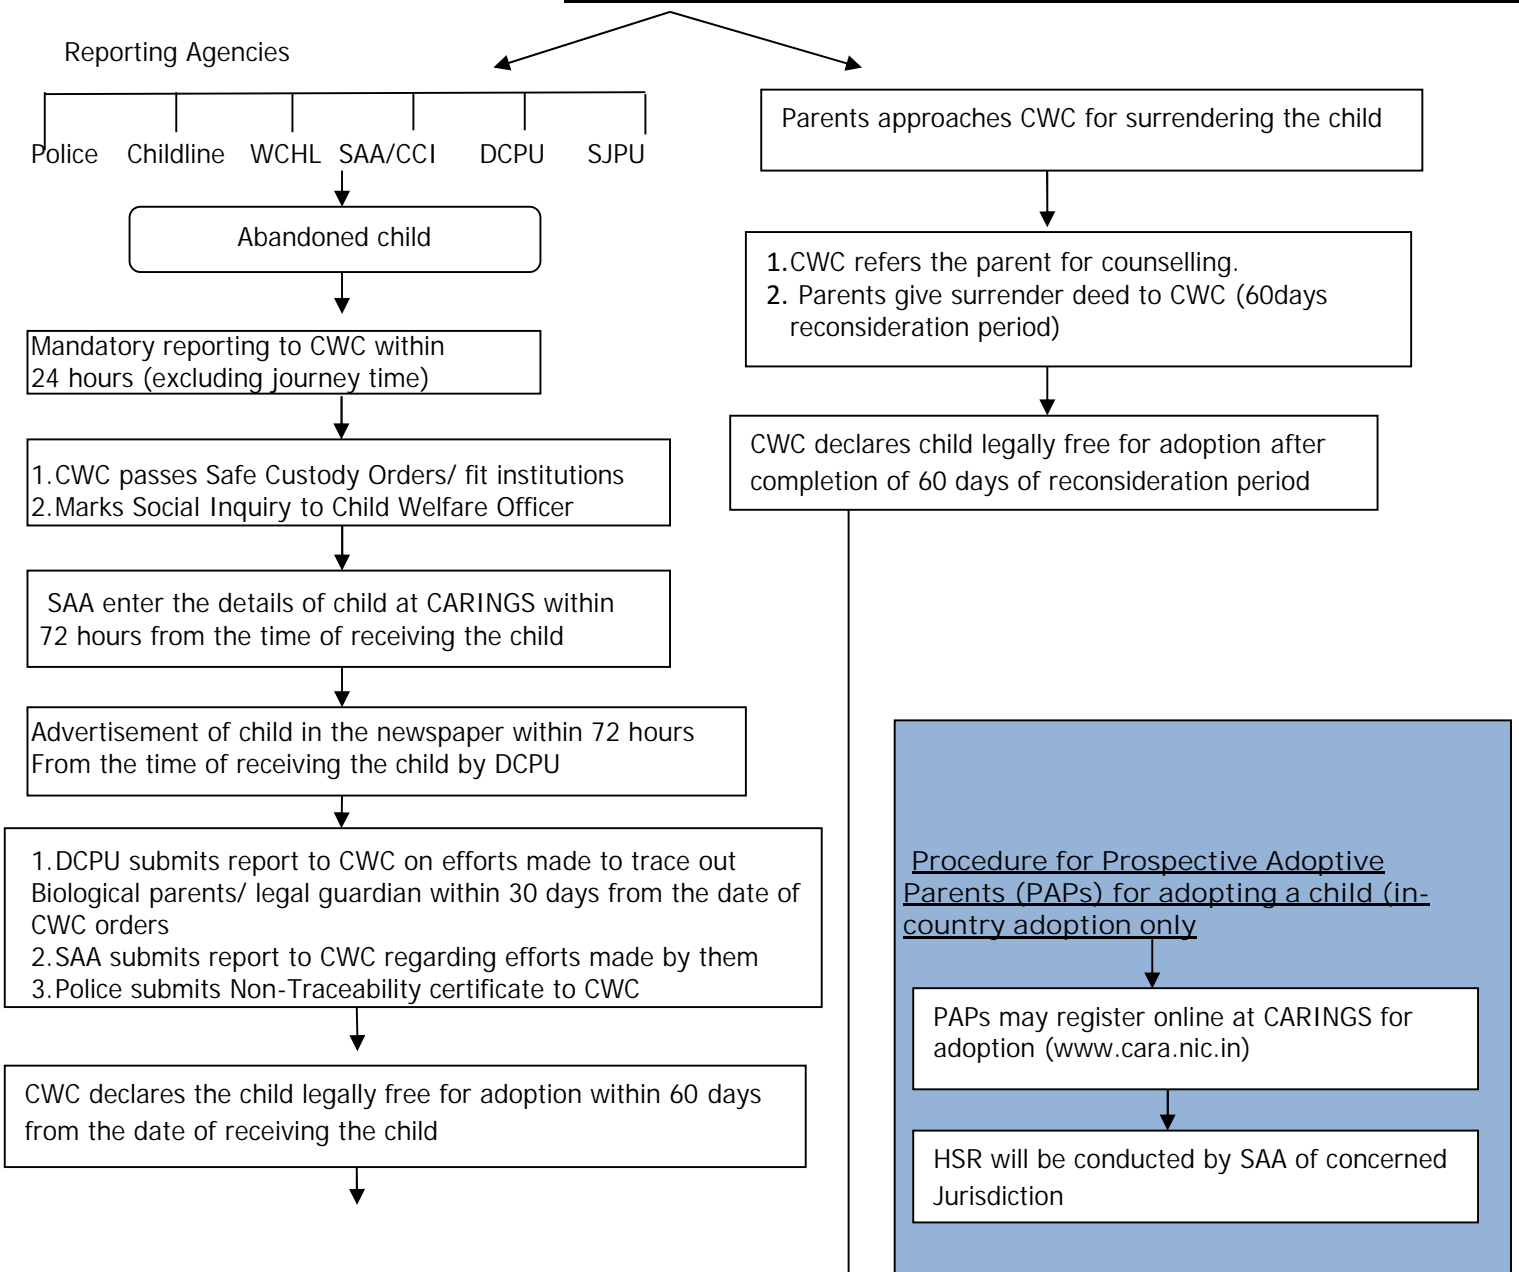 Reporting Agencies
Police Childline WCHL SAA/CCI DCPU SJPU
Abandoned child
Mandatory reporting to CWC within
24 hours (excluding journey time)
1.CWC passes Safe Custody Orders/ fit institutions
2.Marks Social Inquiry to Child Welfare Officer
SAA enter the details of child at CARINGS within
72 hours from the time of receiving the child
Advertisement of child in the newspaper within 72 hours
From the time of receiving the child by DCPU
1.DCPU submits report to CWC on efforts made to trace out
Biological parents/ legal guardian within 30 days from the date of
CWC orders
2.SAA submits report to CWC regarding efforts made by them
3.Police submits Non-Traceability certificate to CWC
CWC declares the child legally free for adoption within 60 days
from the date of receiving the child
Parents approaches CWC for surrendering the child
1.CWC refers the parent for counselling.
2. Parents give surrender deed to CWC (60days
reconsideration period)
CWC declares child legally free for adoption after
completion of 60 days of reconsideration period
Procedure for Prospective Adoptive
Parents (PAPs) for adopting a child (in-
country adoption only
PAPs may register online at CARINGS for
adoption (www.cara.nic.in)
HSR will be conducted by SAA of concerned
Jurisdiction